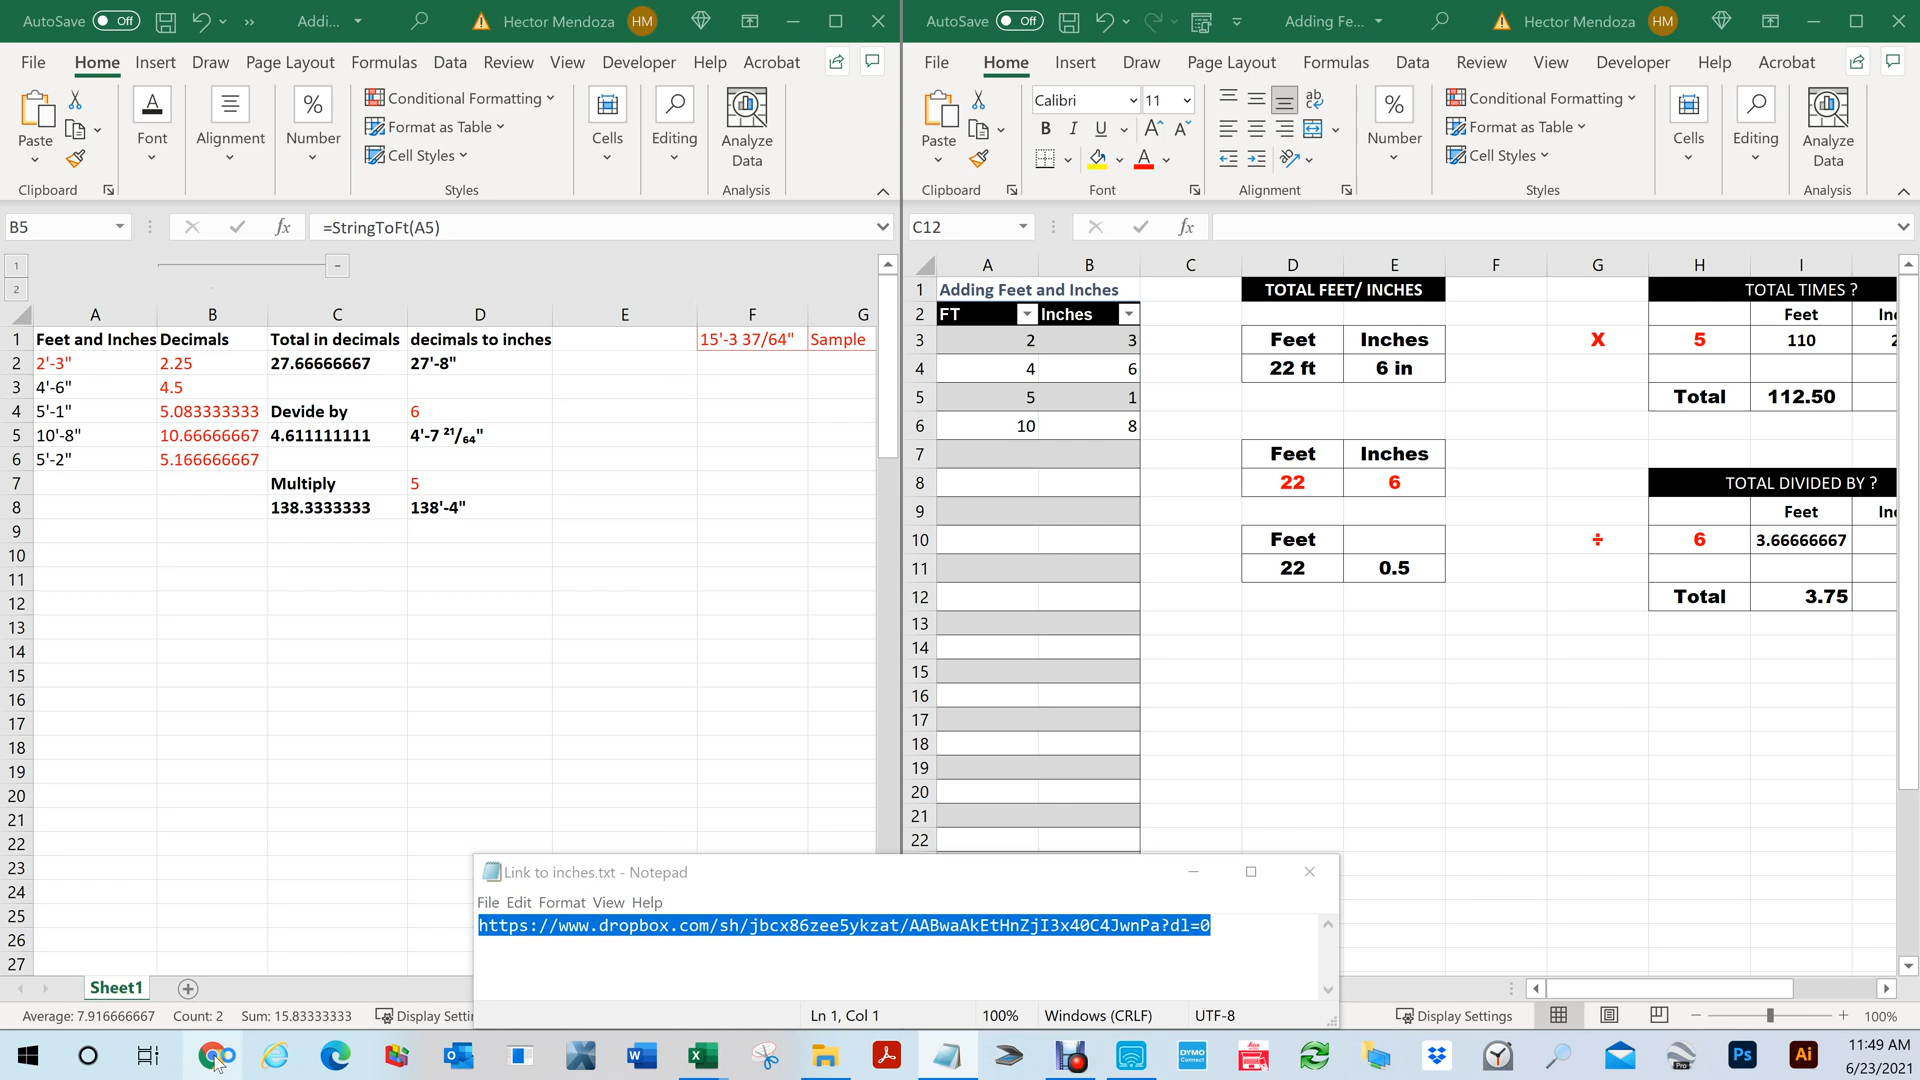 AutoSave Off Addi... Hector Mendoza HM
File Home Insert Draw Page Layout Formulas Data Review View Developer Help Acrobat
Paste Font Alignment Number Conditional Formatting Format as Table Cell Styles Cells Editing Analyze Data
Clipboard Styles Analysis
B5 fx =StringToFt(A5)
1
2
A B C D E F G
1 Feet and Inches Decimals Total in decimals decimals to inches 15'-3 37/64" Sample
2 2'-3" 2.25 27.66666667 27'-8"
3 4'-6" 4.5
4 5'-1" 5.083333333 Devide by 6
5 10'-8" 10.66666667 4.611111111 4'-7 ²¹/₆₄"
6 5'-2" 5.166666667
7 Multiply 5
8 138.3333333 138'-4"
9
10
11
12
13
14
15
16
17
18
19
20
21
22
23
24
25
26
27
Sheet1
Average: 7.916666667 Count: 2 Sum: 15.83333333 Display Settin
AutoSave Off Adding Fe... Hector Mendoza HM
File Home Insert Draw Page Layout Formulas Data Review View Developer Help Acrobat
Paste Calibri 11 B I U A A A ab Number Conditional Formatting Format as Table Cell Styles Cells Editing Analyze Data
Clipboard Font Alignment Styles Analysis
C12 fx
A B C D E F G H I
1 Adding Feet and Inches TOTAL FEET/ INCHES TOTAL TIMES ?
2 FT Inches Feet Inc
3 2 3 Feet Inches X 5 110 2
4 4 6 22 ft 6 in
5 5 1 Total 112.50
6 10 8
7 Feet Inches
8 22 6 TOTAL DIVIDED BY ?
9 Feet Inc
10 Feet ÷ 6 3.66666667
11 22 0.5
12 Total 3.75
13
14
15
16
17
18
19
20
21
22
Display Settings 100%
Link to inches.txt - Notepad
File Edit Format View Help
https://www.dropbox.com/sh/jbcx86zee5ykzat/AABwaAkEtHnZjI3x40C4JwnPa?dl=0
Ln 1, Col 1 100% Windows (CRLF) UTF-8
DYMO Connect Pro Ps Ai 11:49 AM
6/23/2021